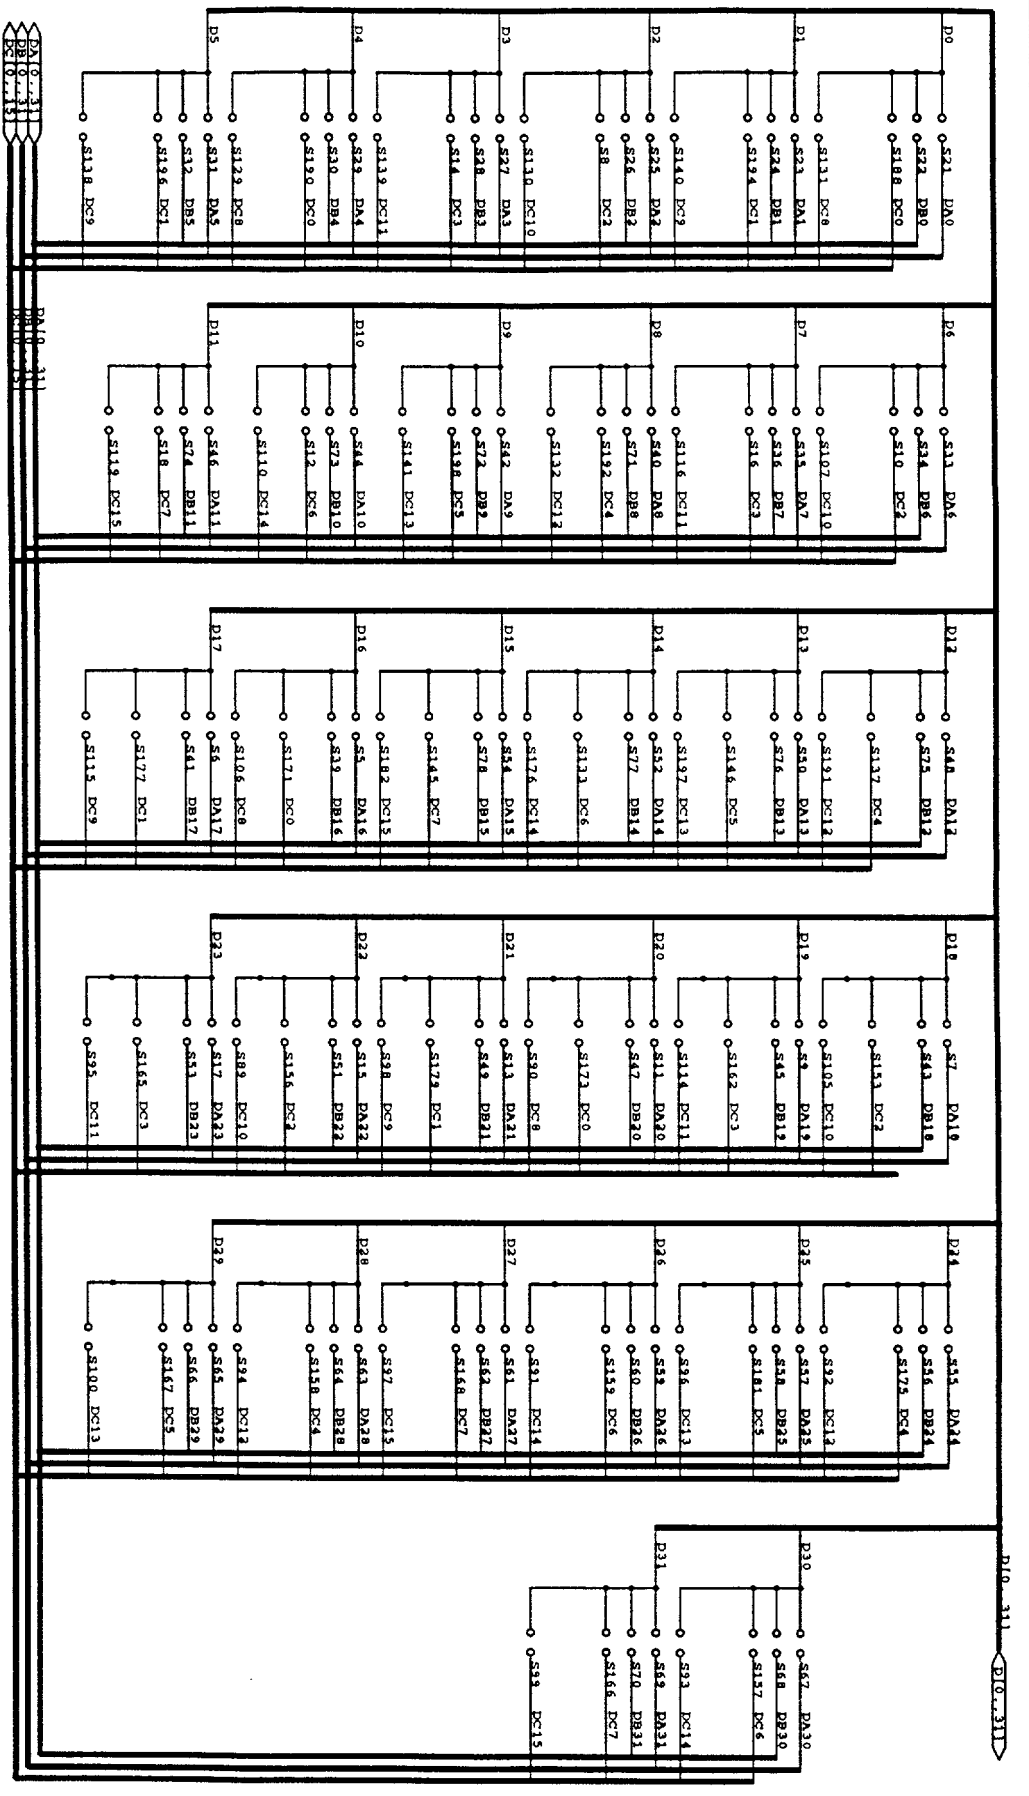 DA[0..31]
DB[0..31]
DC[0..15]
DA[0..31]
DB[0..31]
DC[0..15]
D[0..31]
D[0..31]
D0
S21 DA0
S22 DB0
S188 DC0
S131 DC8
D1
S23 DA1
S24 DB1
S194 DC1
S140 DC9
D2
S25 DA2
S26 DB2
S8 DC2
S130 DC10
D3
S27 DA3
S28 DB3
S14 DC3
S139 DC11
D4
S29 DA4
S30 DB4
S190 DC0
S129 DC8
D5
S31 DA5
S32 DB5
S196 DC1
S138 DC9
D6
S33 DA6
S34 DB6
S10 DC2
S107 DC10
D7
S35 DA7
S36 DB7
S16 DC3
S116 DC11
D8
S40 DA8
S71 DB8
S192 DC4
S132 DC12
D9
S42 DA9
S72 DB9
S198 DC5
S141 DC13
D10
S44 DA10
S73 DB10
S12 DC6
S110 DC14
D11
S46 DA11
S74 DB11
S18 DC7
S119 DC15
D12
S48 DA12
S75 DB12
S137 DC4
S191 DC12
D13
S50 DA13
S76 DB13
S146 DC5
S197 DC13
D14
S52 DA14
S77 DB14
S133 DC6
S176 DC14
D15
S54 DA15
S78 DB15
S145 DC7
S182 DC15
D16
S5 DA16
S39 DB16
S171 DC0
S106 DC8
D17
S6 DA17
S41 DB17
S177 DC1
S115 DC9
D18
S7 DA18
S43 DB18
S153 DC2
S105 DC10
D19
S9 DA19
S45 DB19
S162 DC3
S114 DC11
D20
S11 DA20
S47 DB20
S173 DC0
S90 DC8
D21
S13 DA21
S49 DB21
S179 DC1
S98 DC9
D22
S15 DA22
S51 DB22
S156 DC2
S89 DC10
D23
S17 DA23
S53 DB23
S165 DC3
S95 DC11
D24
S55 DA24
S56 DB24
S175 DC4
S92 DC12
D25
S57 DA25
S58 DB25
S181 DC5
S96 DC13
D26
S59 DA26
S60 DB26
S159 DC6
S91 DC14
D27
S61 DA27
S62 DB27
S168 DC7
S97 DC15
D28
S63 DA28
S64 DB28
S158 DC4
S94 DC12
D29
S65 DA29
S66 DB29
S167 DC5
S100 DC13
D30
S67 DA30
S68 DB30
S157 DC6
S93 DC14
D31
S69 DA31
S70 DB31
S166 DC7
S99 DC15